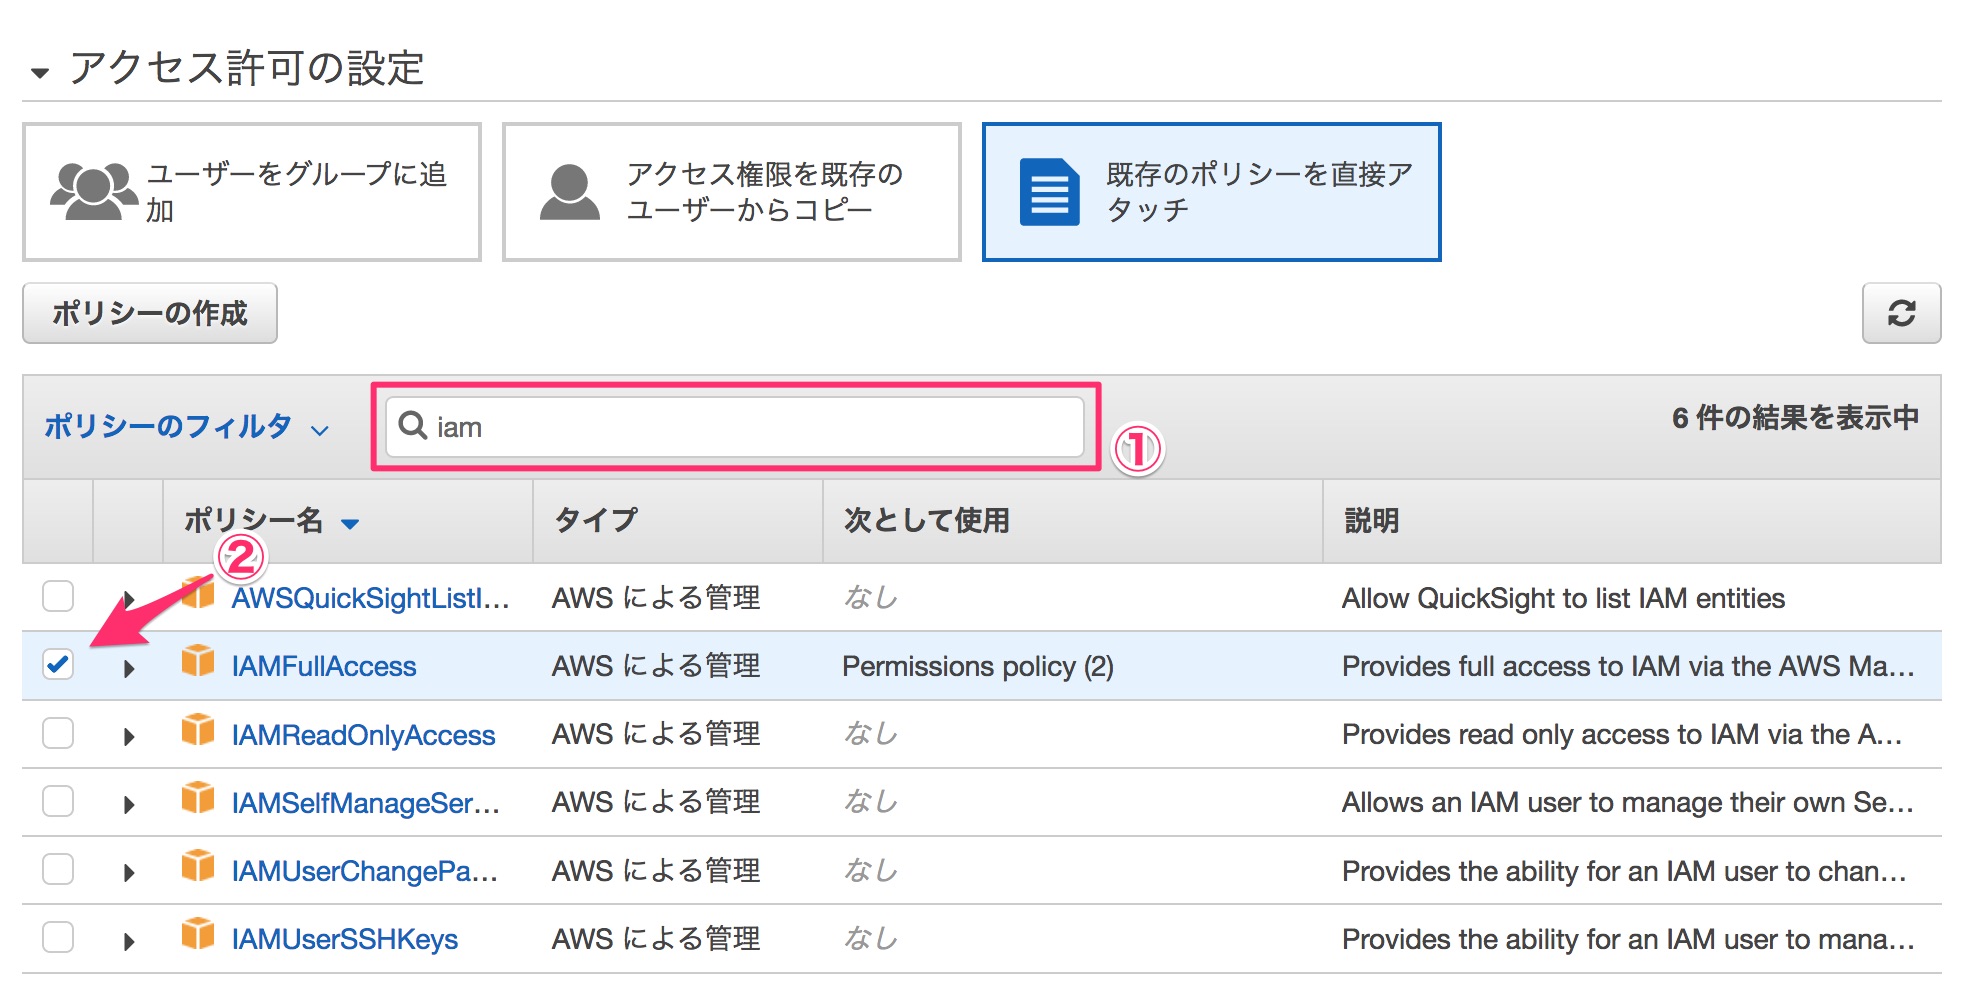 アクセス許可の設定
ユーザーをグループに追
加
アクセス権限を既存の
ユーザーからコピー
既存のポリシーを直接ア
タッチ
ポリシーの作成
ポリシーのフィルタ iam ① 6 件の結果を表示中
ポリシー名 タイプ 次として使用 説明
②
AWSQuickSightListI... AWS による管理 なし Allow QuickSight to list IAM entities
IAMFullAccess AWS による管理 Permissions policy (2) Provides full access to IAM via the AWS Ma...
IAMReadOnlyAccess AWS による管理 なし Provides read only access to IAM via the A...
IAMSelfManageSer... AWS による管理 なし Allows an IAM user to manage their own Se...
IAMUserChangePa... AWS による管理 なし Provides the ability for an IAM user to chan...
IAMUserSSHKeys AWS による管理 なし Provides the ability for an IAM user to mana...